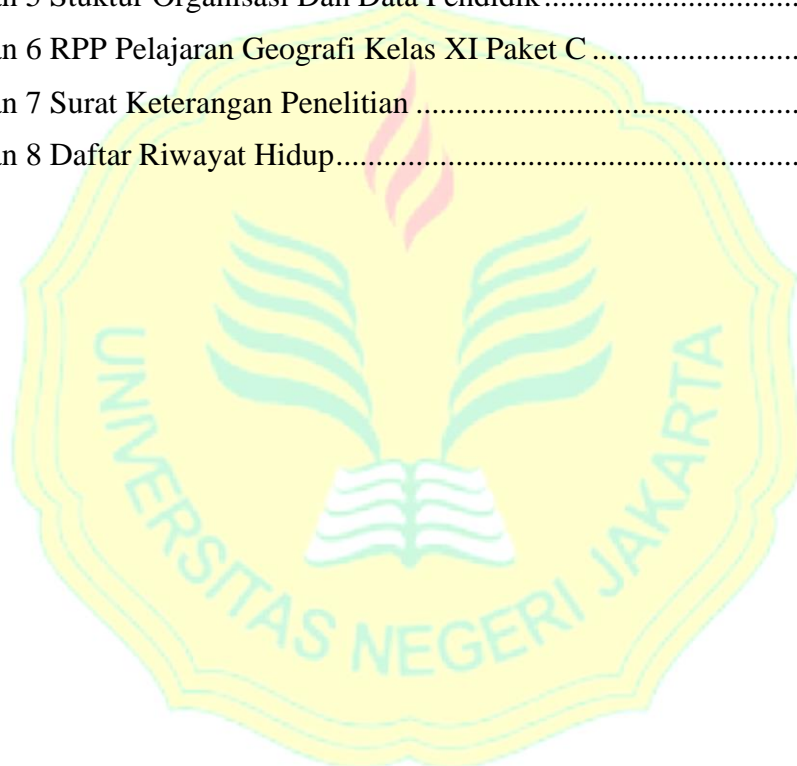 an 5 Stuktur Organisasi Dan Data Pendidik..............................
an 6 RPP Pelajaran Geografi Kelas XI Paket C..........................
an 7 Surat Keterangan Penelitian................................................
an 8 Daftar Riwayat Hidup..........................................................
UNIVERSITAS NEGERI JAKARTA